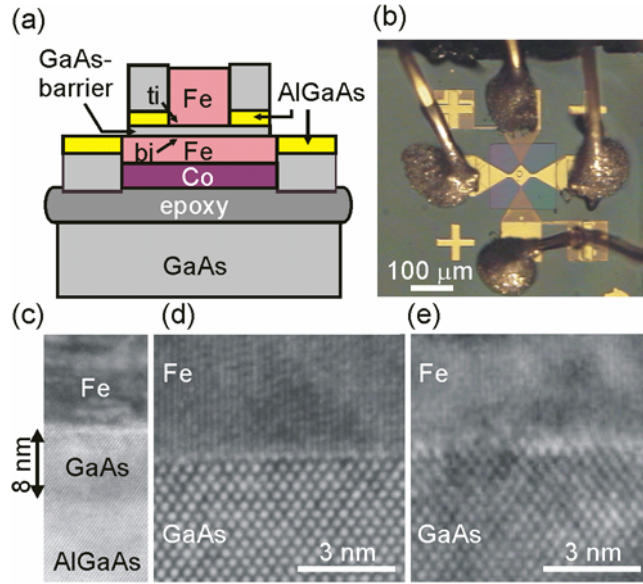 (a)
GaAs-
barrier
ti
Fe
AlGaAs
bi
Fe
Co
epoxy
GaAs
(b)
100 μm
(c)
Fe
8 nm
GaAs
AlGaAs
(d)
Fe
GaAs
3 nm
(e)
Fe
GaAs
3 nm